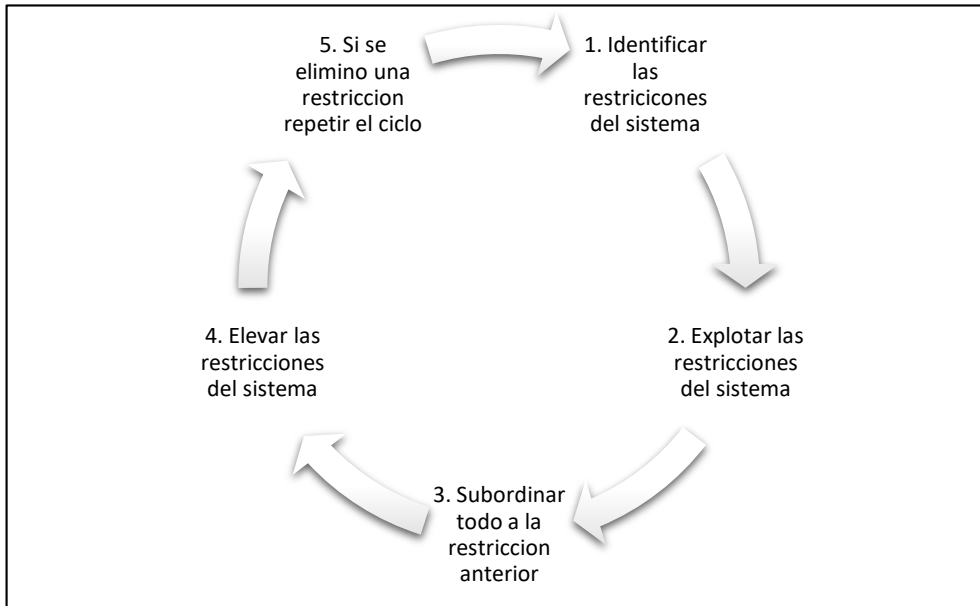 1. Identificar
las
restricicones
del sistema
2. Explotar las
restricciones
del sistema
3. Subordinar
todo a la
restriccion
anterior
4. Elevar las
restricciones
del sistema
5. Si se
elimino una
restriccion
repetir el ciclo